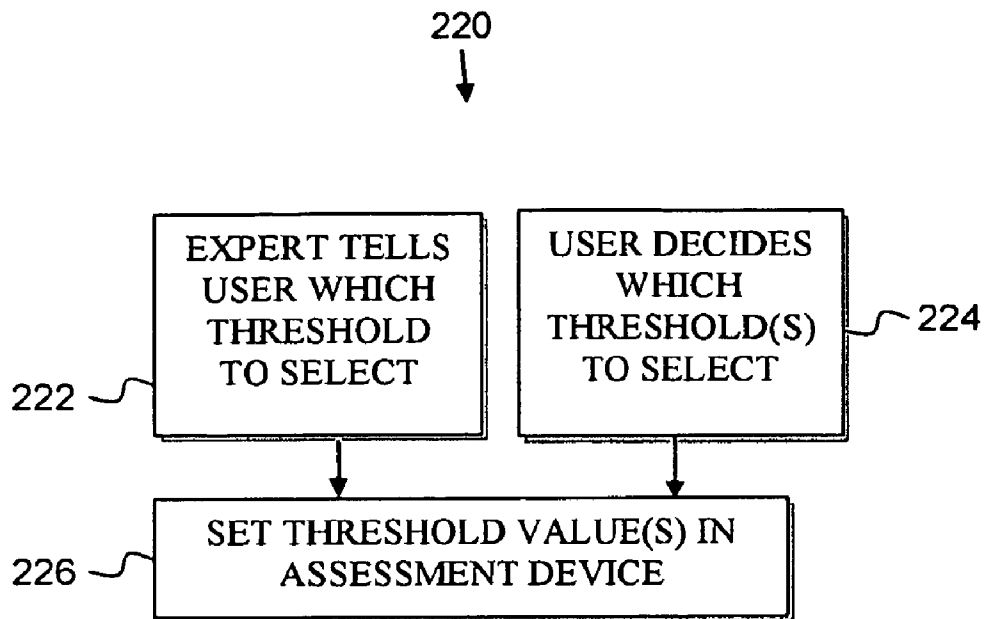 220
EXPERT TELLS
USER WHICH
THRESHOLD
TO SELECT
222
USER DECIDES
WHICH
THRESHOLD(S)
TO SELECT
224
SET THRESHOLD VALUE(S) IN
ASSESSMENT DEVICE
226